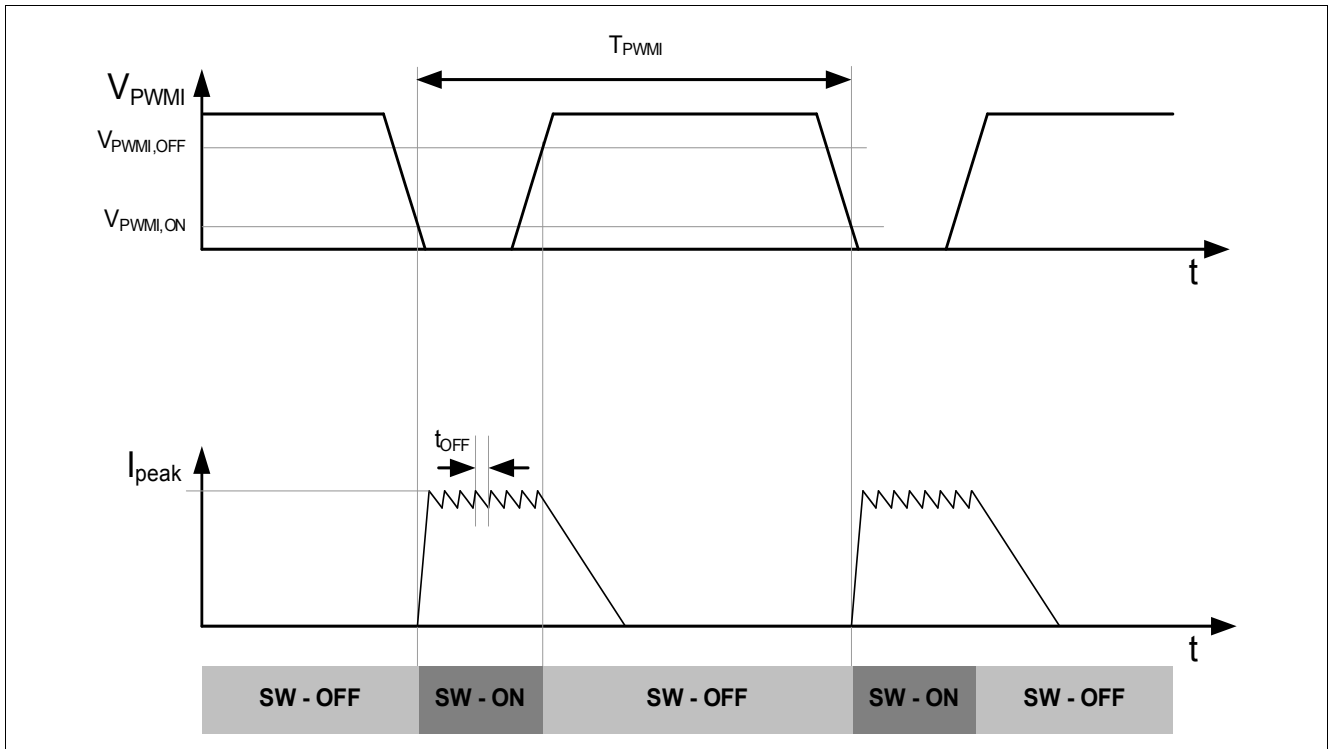 TPWMI
VPWMI
VPWMI,OFF
VPWMI,ON
t
tOFF
Ipeak
t
SW - OFF SW - ON SW - OFF SW - ON SW - OFF